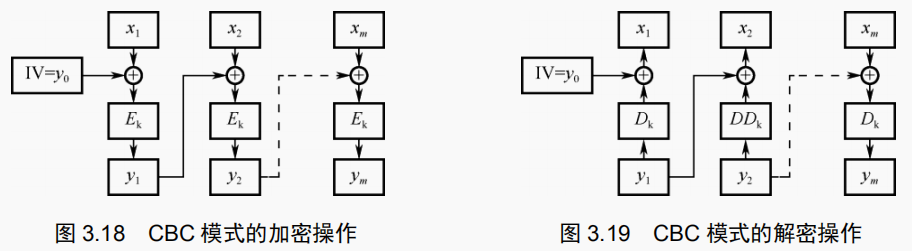 x1 x2 xm
IV=y0
Ek Ek Ek
y1 y2 ym
图 3.18 CBC 模式的加密操作
x1 x2 xm
IV=y0
Dk DDk Dk
y1 y2 ym
图 3.19 CBC 模式的解密操作